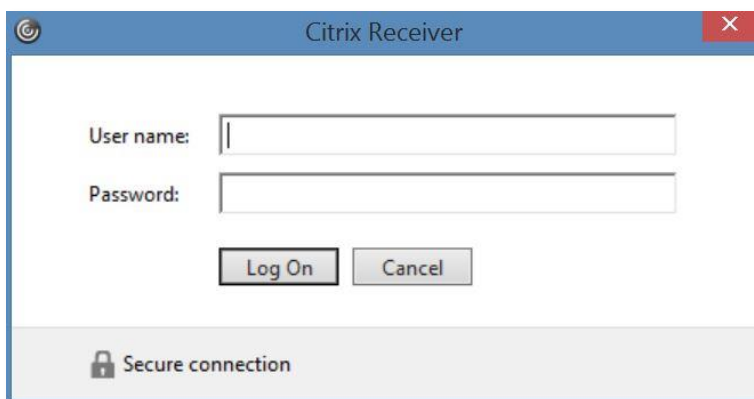 Citrix Receiver
User name:
Password:
Log On Cancel
Secure connection